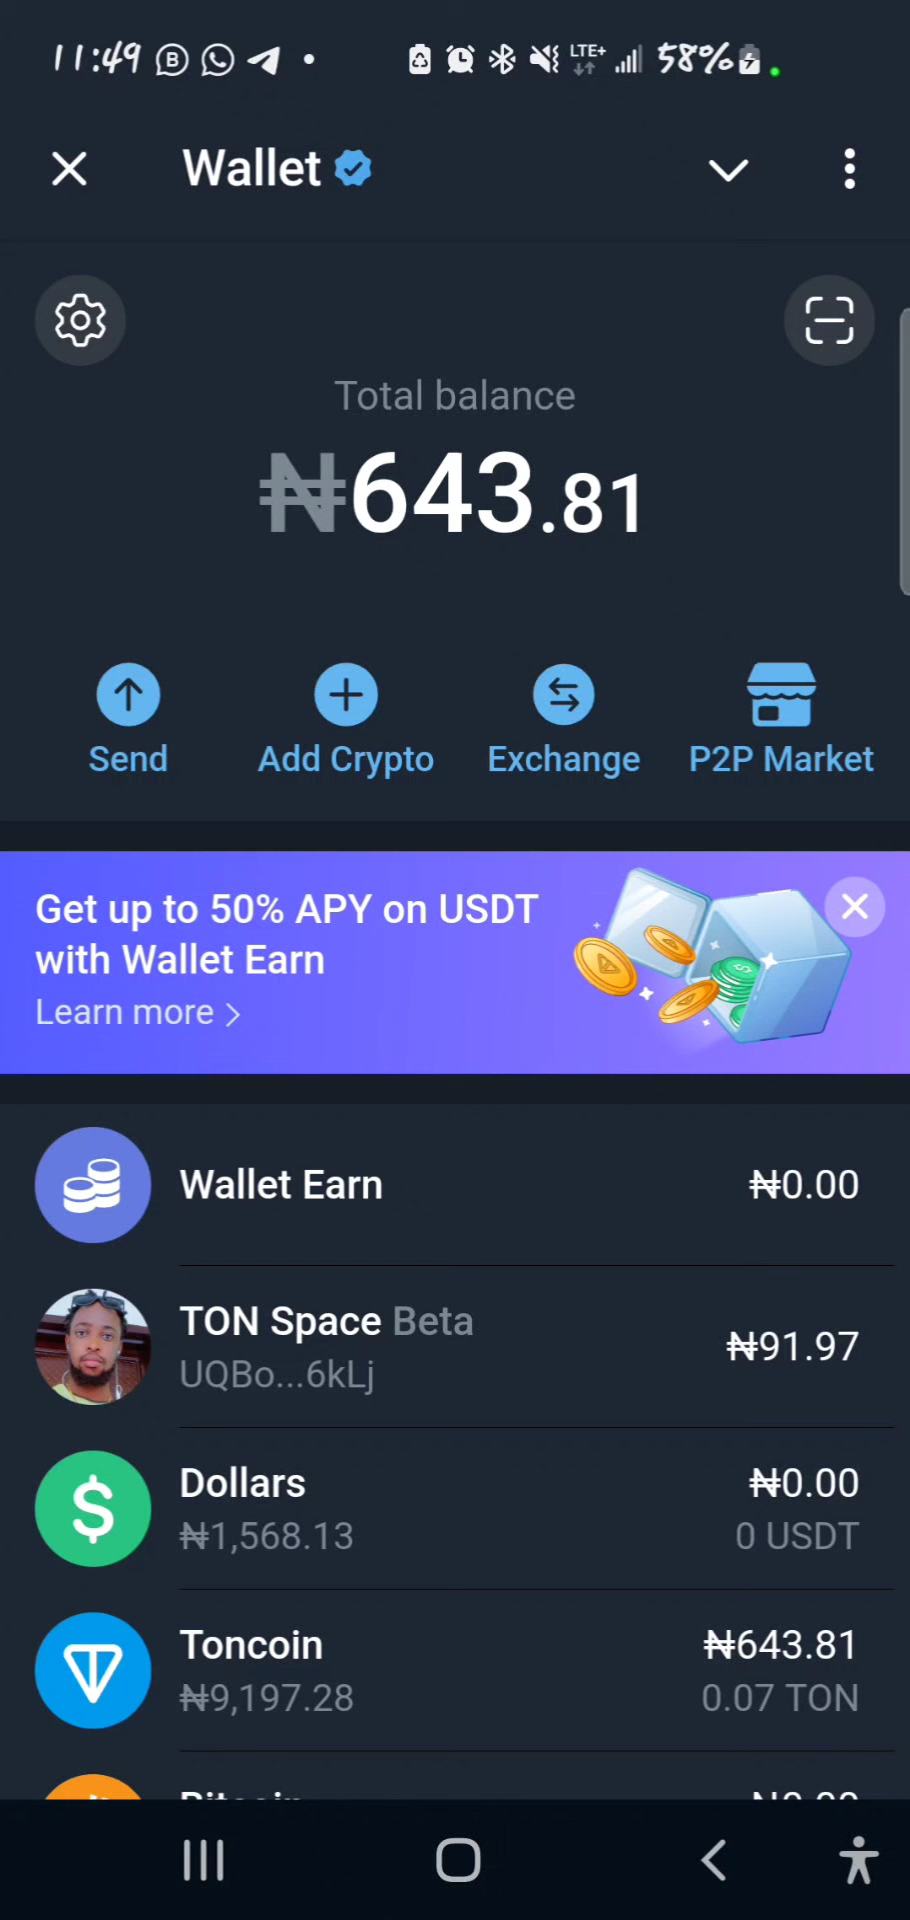 11:49 LTE+ 58%
Wallet
Total balance
₦643.81
Send Add Crypto Exchange P2P Market
Get up to 50% APY on USDT
with Wallet Earn
Learn more >
Wallet Earn ₦0.00
TON Space Beta ₦91.97
UQBo...6kLj
Dollars ₦0.00
₦1,568.13 0 USDT
Toncoin ₦643.81
₦9,197.28 0.07 TON